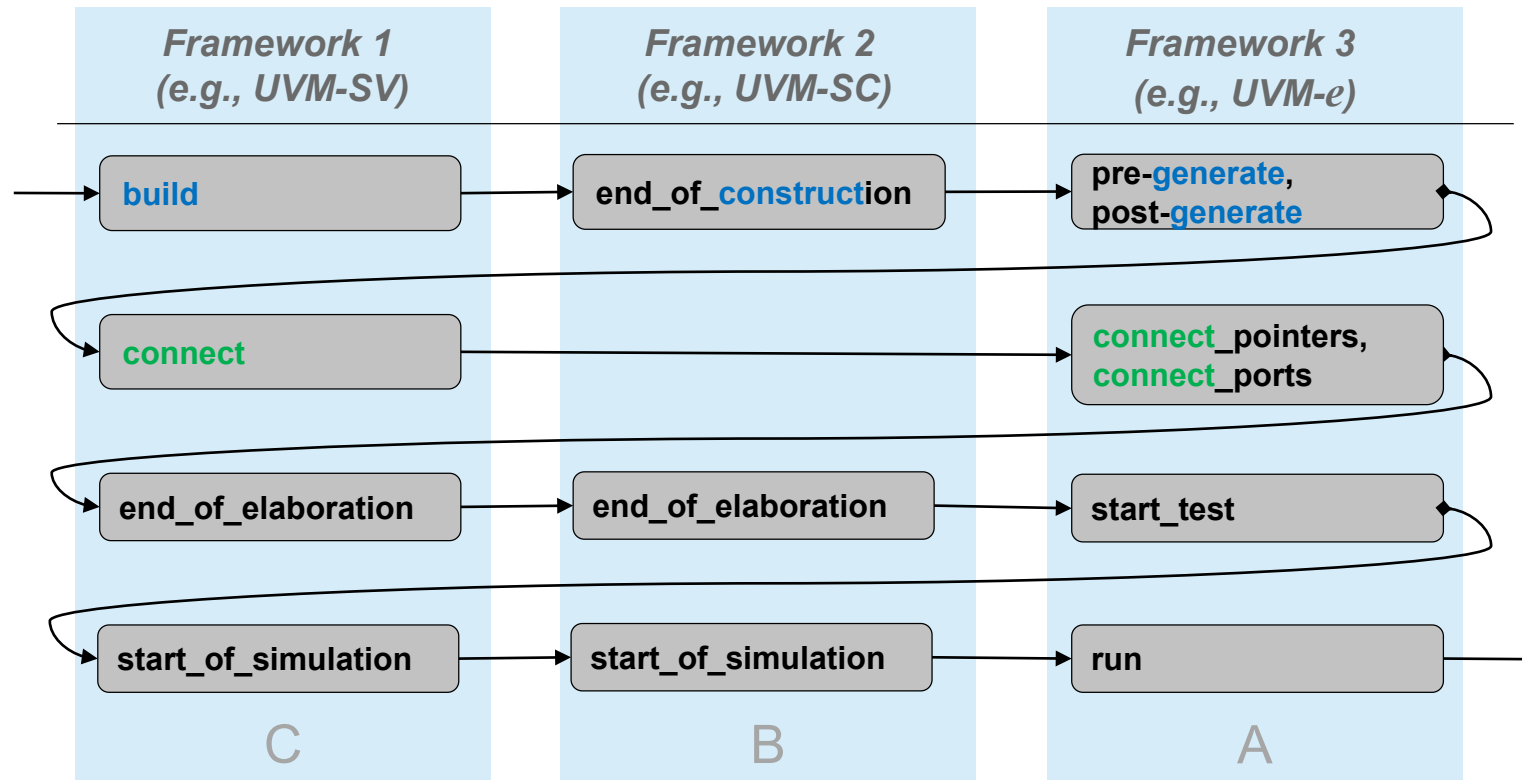 Framework 1
(e.g., UVM-SV)
Framework 2
(e.g., UVM-SC)
Framework 3
(e.g., UVM-e)
build
end_of_construction
pre-generate,
post-generate
connect
connect_pointers,
connect_ports
end_of_elaboration
end_of_elaboration
start_test
start_of_simulation
start_of_simulation
run
C
B
A